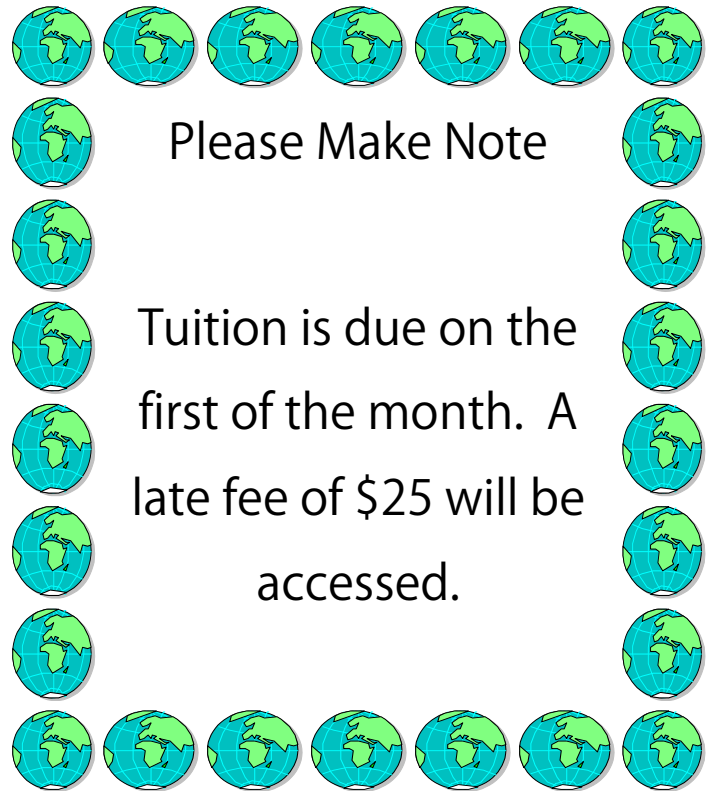 Please Make Note
Tuition is due on the
first of the month.  A
late fee of $25 will be
accessed.